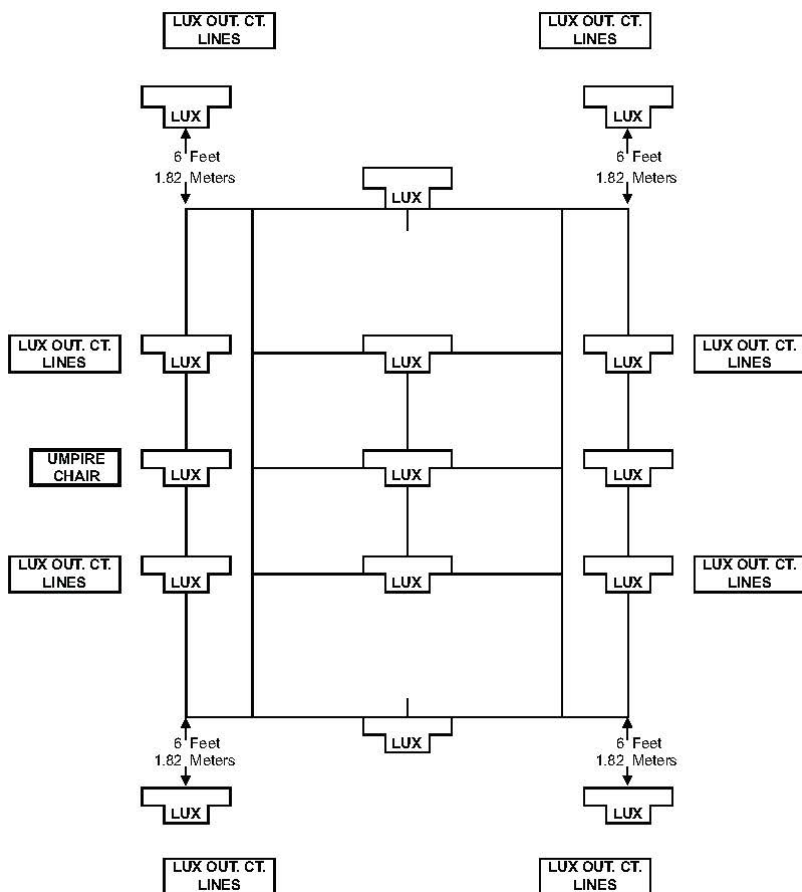 LUX OUT. CT.
LINES
LUX OUT. CT.
LINES
LUX
LUX
6 Feet
1.82 Meters
6 Feet
1.82 Meters
LUX
LUX OUT. CT.
LINES
LUX
LUX
LUX
LUX OUT. CT.
LINES
UMPIRE
CHAIR
LUX
LUX
LUX
LUX OUT. CT.
LINES
LUX
LUX
LUX
LUX OUT. CT.
LINES
LUX
6 Feet
1.82 Meters
6 Feet
1.82 Meters
LUX
LUX
LUX OUT. CT.
LINES
LUX OUT. CT.
LINES